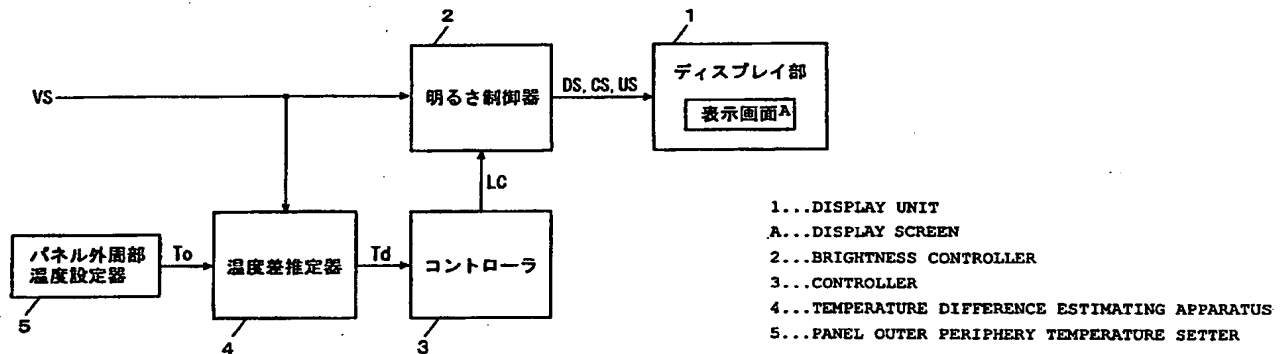 2
1
VS
明るさ制御器
DS, CS, US
ディスプレイ部
表示画面A
LC
パネル外周部
温度設定器
To
温度差推定器
Td
コントローラ
5
4
3
1...DISPLAY UNIT
A...DISPLAY SCREEN
2...BRIGHTNESS CONTROLLER
3...CONTROLLER
4...TEMPERATURE DIFFERENCE ESTIMATING APPARATUS
5...PANEL OUTER PERIPHERY TEMPERATURE SETTER